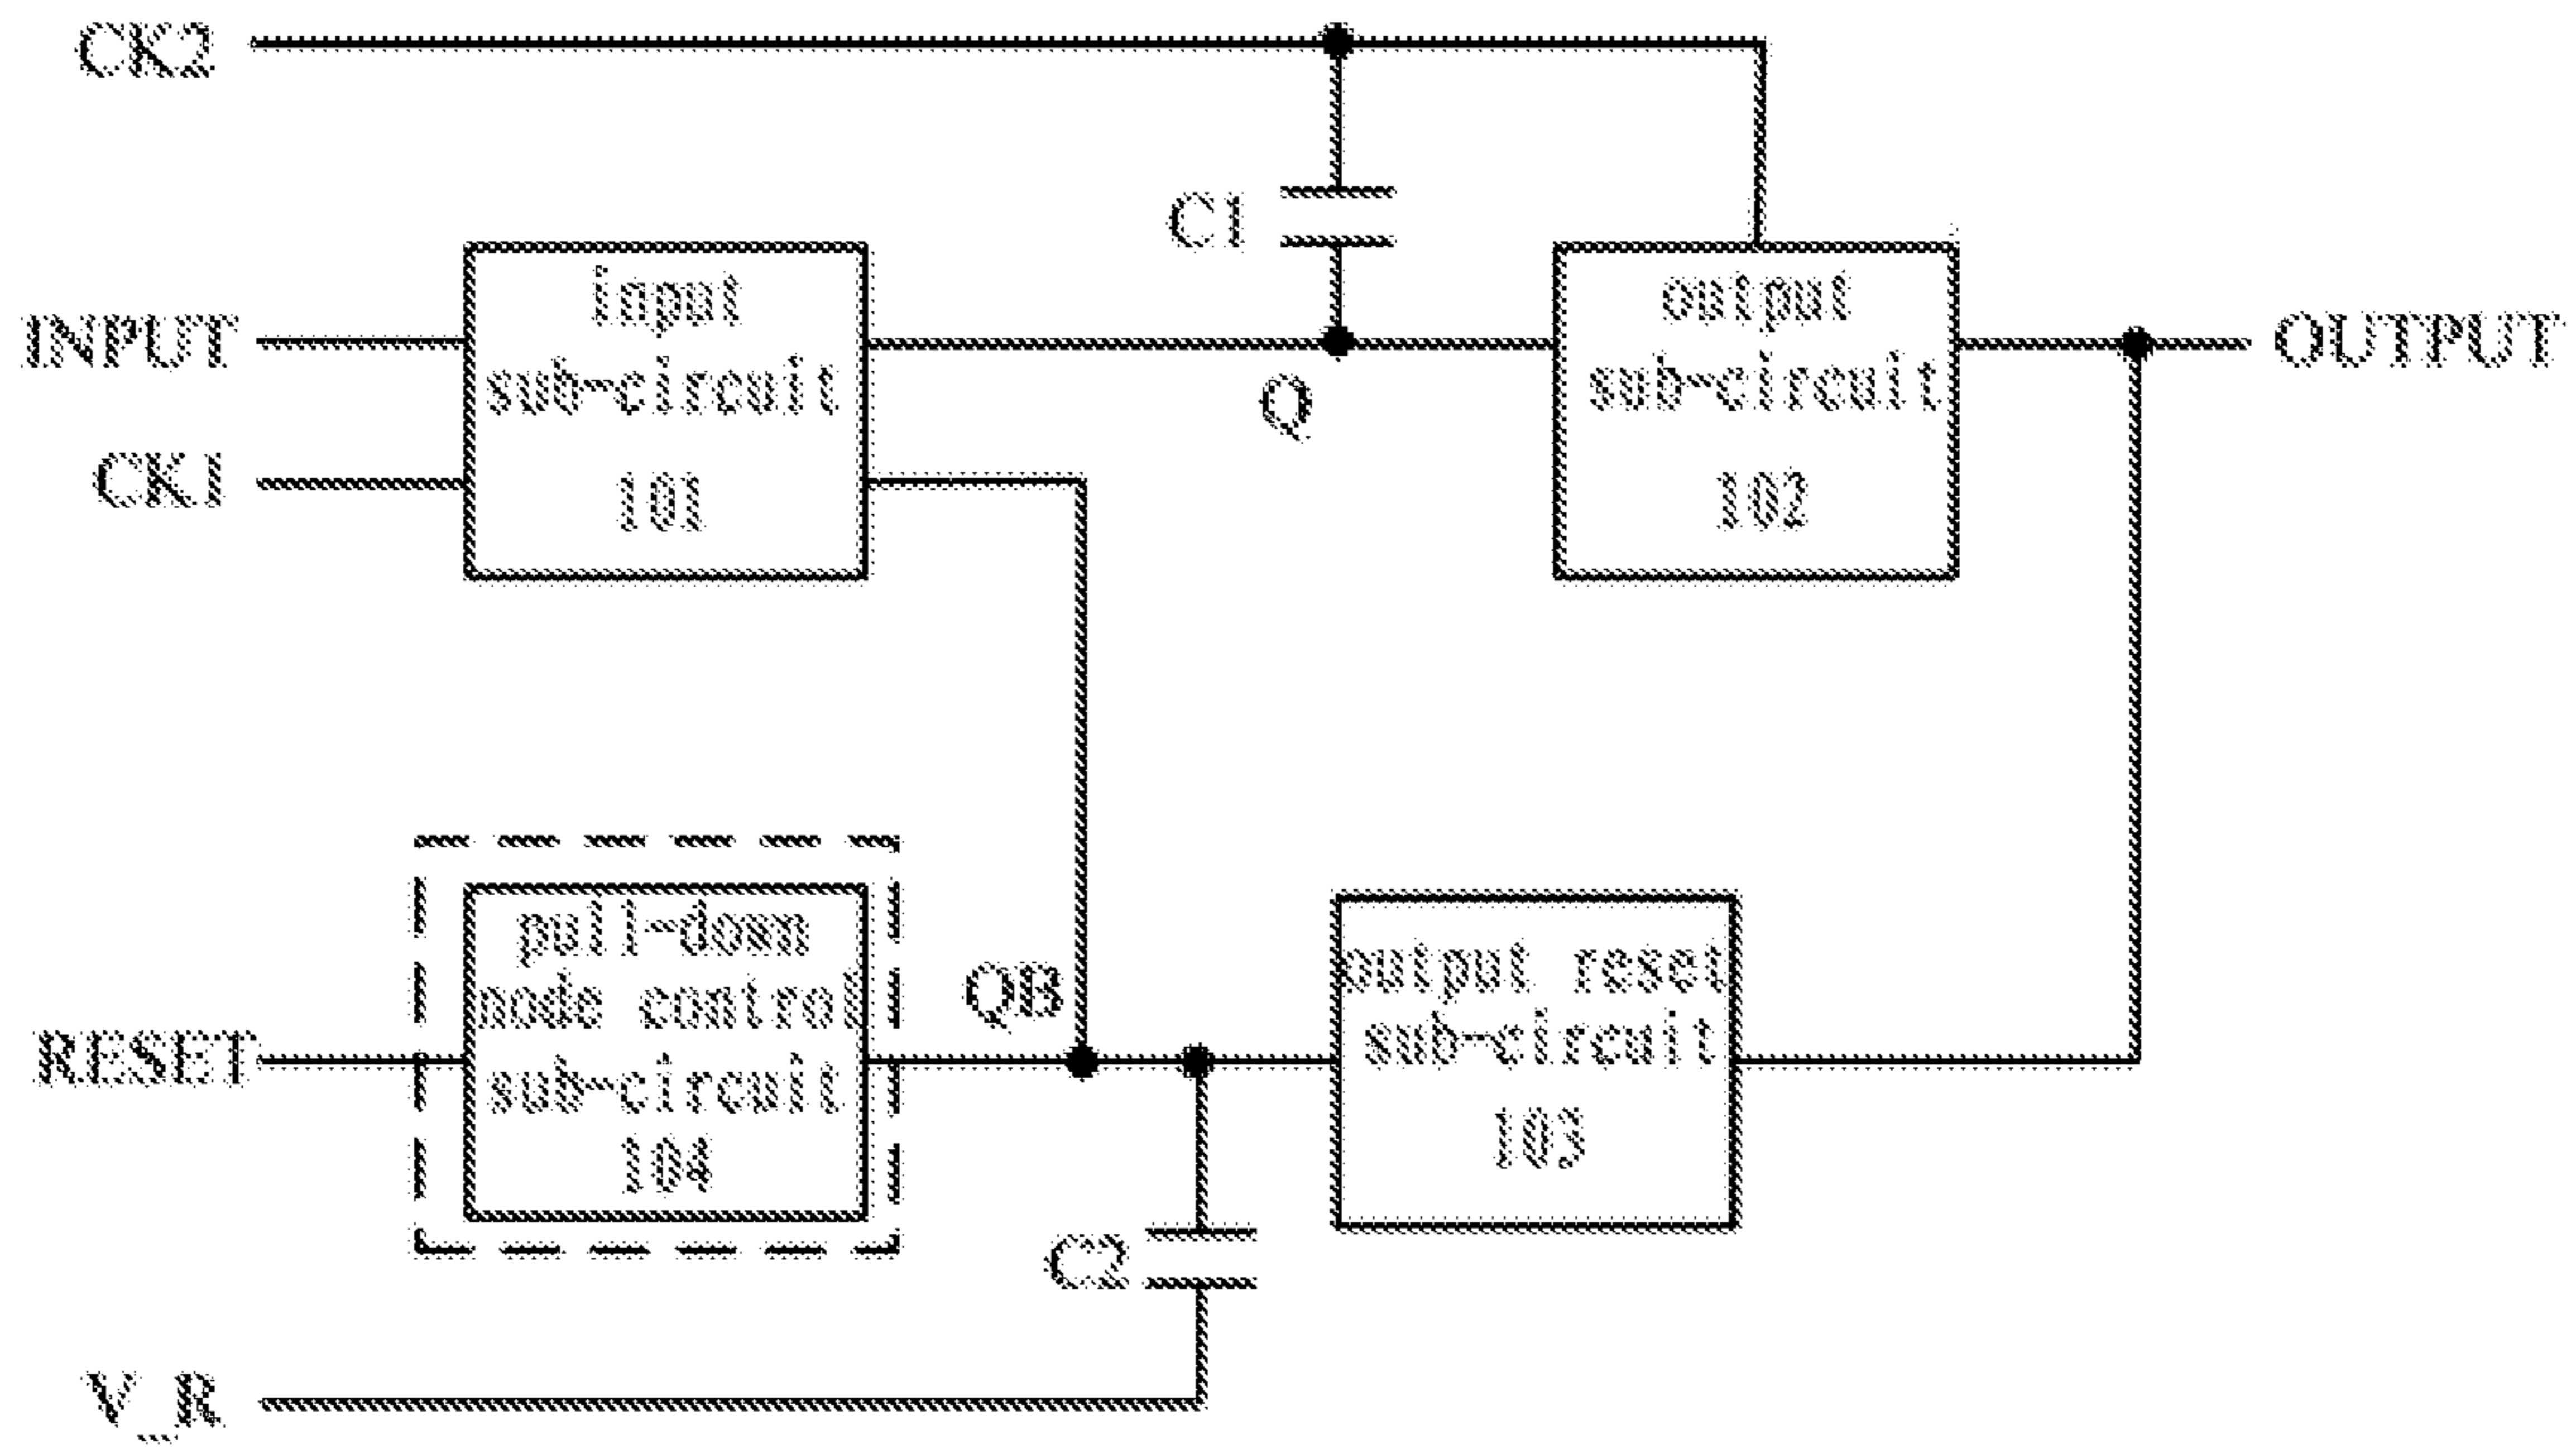 CK2
C1
INPUT
input
sub-circuit
101
output
sub-circuit
102
OUTPUT
CK1
Q
pull-down
node control
sub-circuit
104
QB
output reset
sub-circuit
103
RESET
C2
V_R